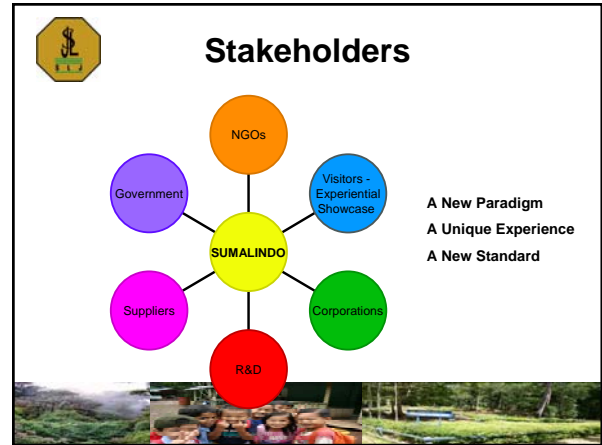 Stakeholders
NGOs
Visitors -
Experiential
Showcase
Government
SUMALINDO
Suppliers
Corporations
R&D
A New Paradigm
A Unique Experience
A New Standard